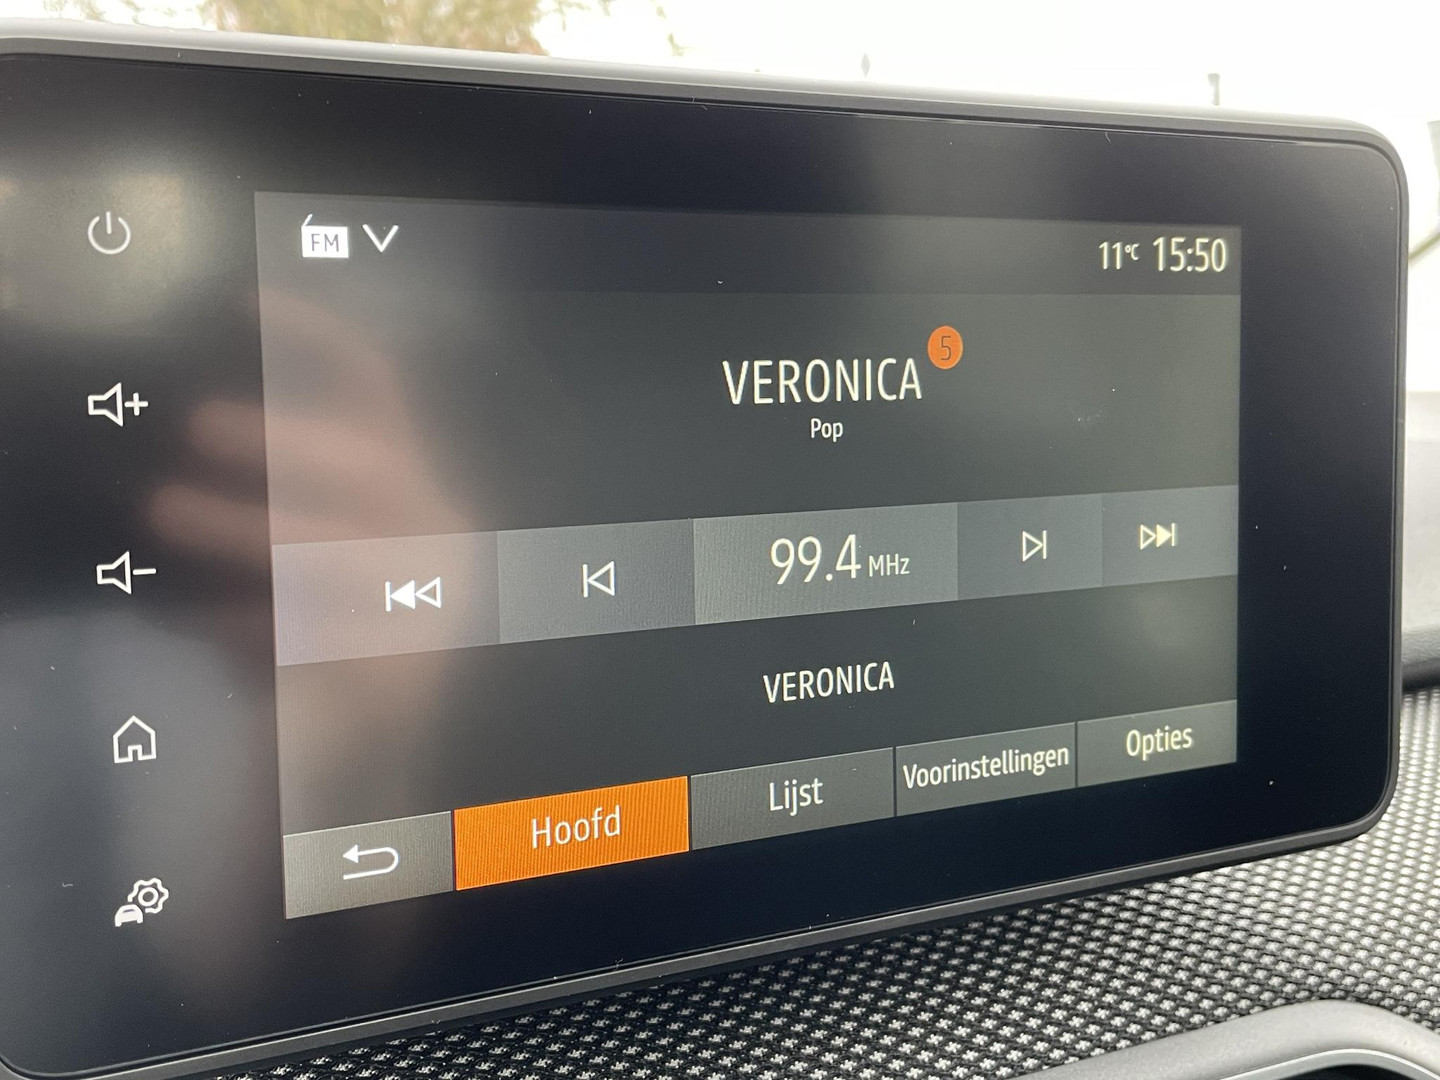 FM
11°C 15:50
VERONICA 5
Pop
99.4 MHz
VERONICA
Hoofd Lijst Voorinstellingen Opties